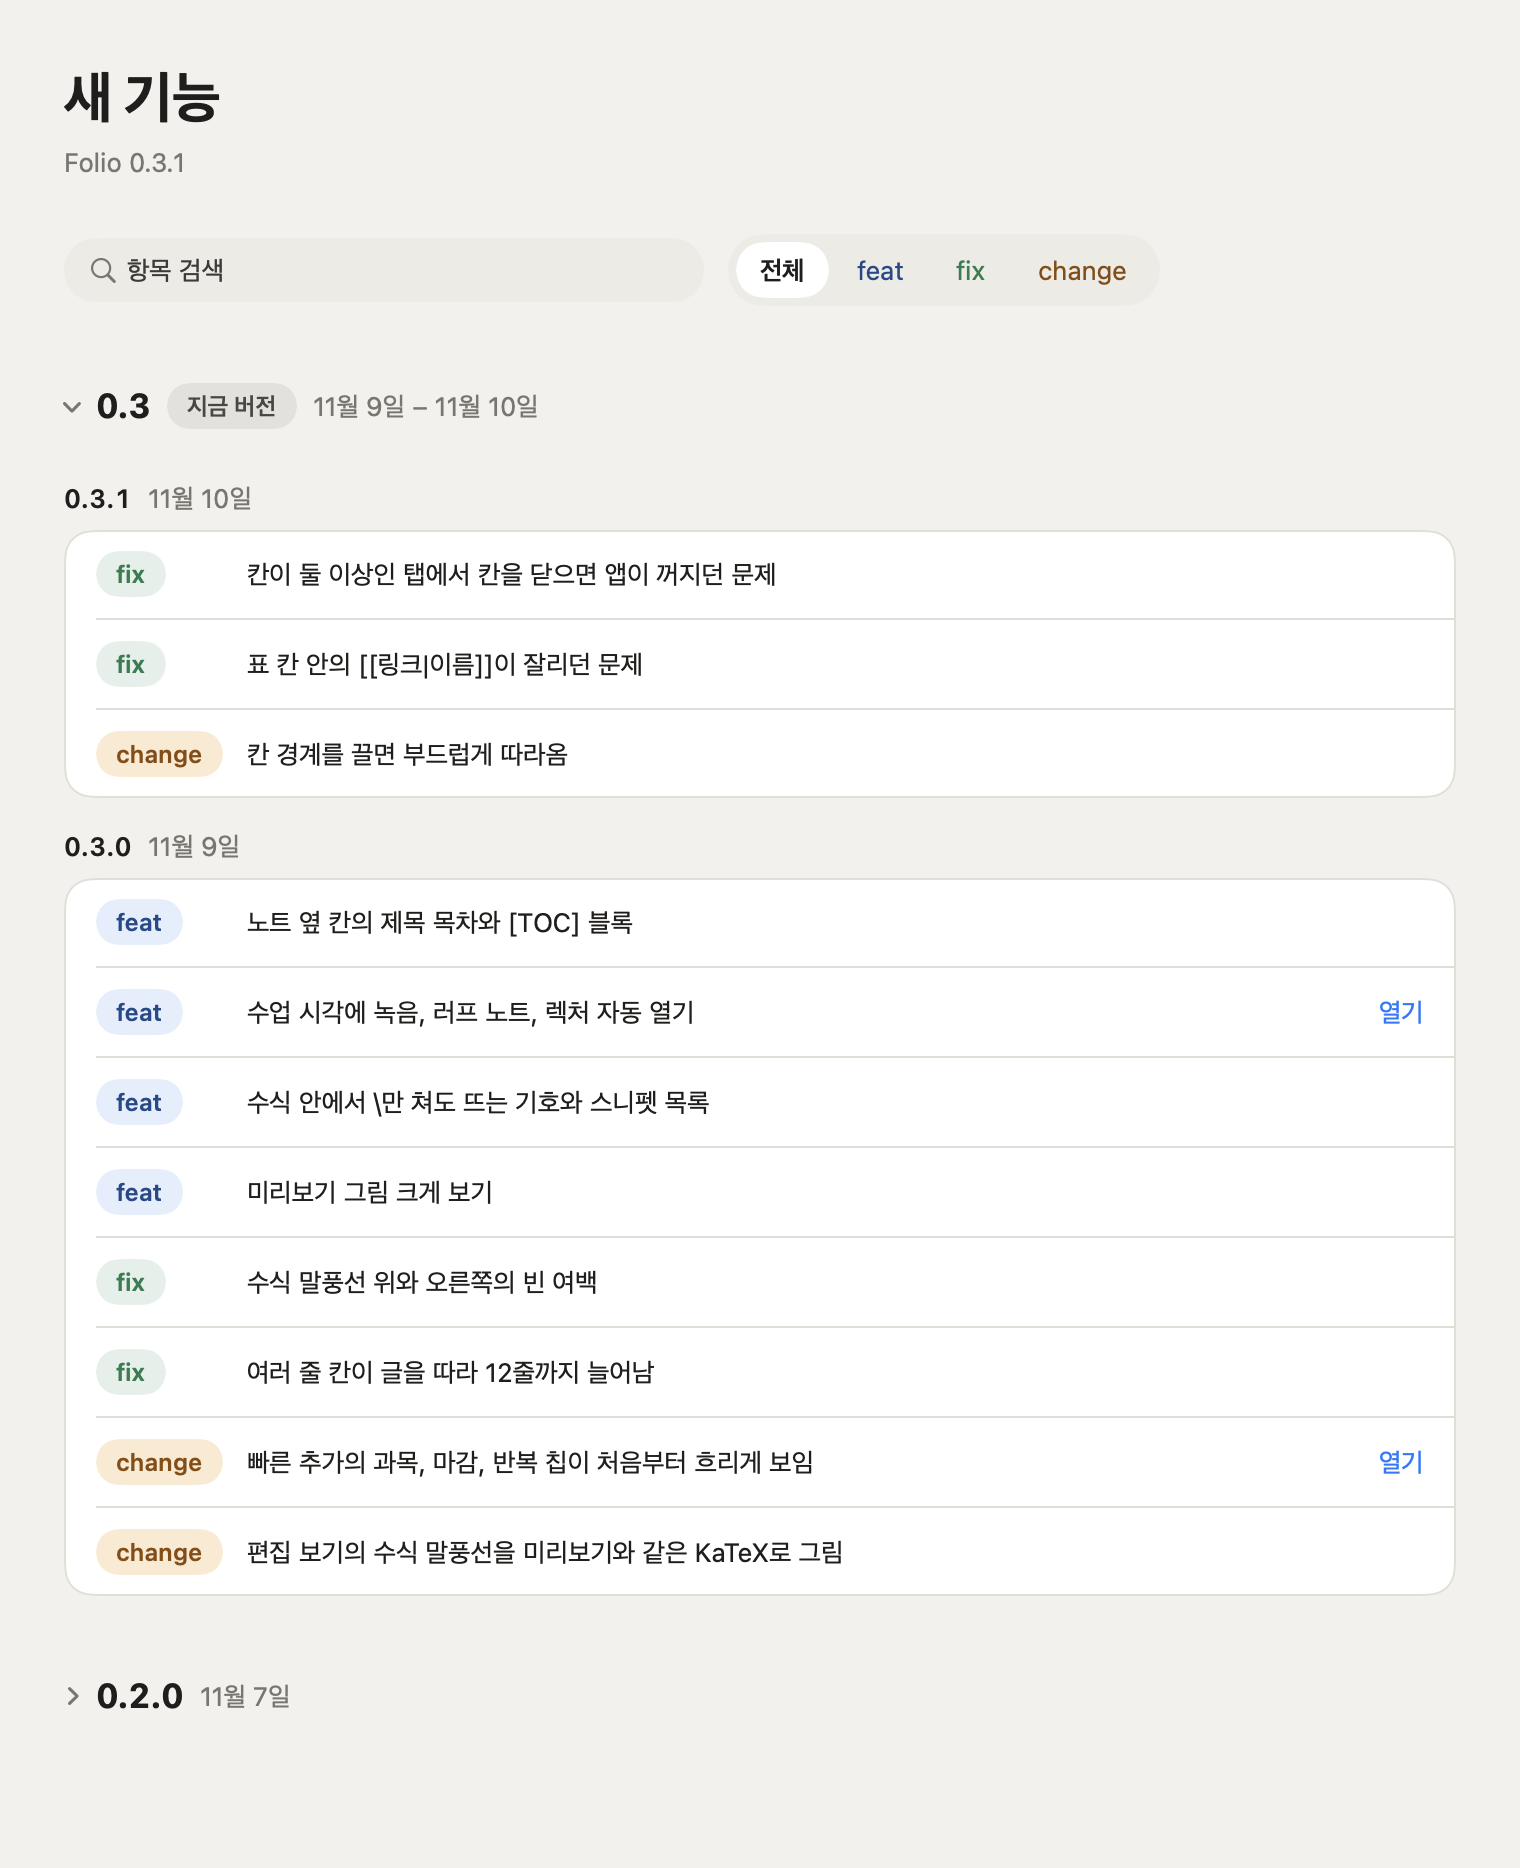 새 기능
Folio 0.3.1
항목 검색
전체 feat fix change
0.3 지금 버전 11월 9일 – 11월 10일
0.3.1 11월 10일
fix 칸이 둘 이상인 탭에서 칸을 닫으면 앱이 꺼지던 문제
fix 표 칸 안의 [[링크|이름]]이 잘리던 문제
change 칸 경계를 끌면 부드럽게 따라옴
0.3.0 11월 9일
feat 노트 옆 칸의 제목 목차와 [TOC] 블록
feat 수업 시각에 녹음, 러프 노트, 렉처 자동 열기 열기
feat 수식 안에서 \만 쳐도 뜨는 기호와 스니펫 목록
feat 미리보기 그림 크게 보기
fix 수식 말풍선 위와 오른쪽의 빈 여백
fix 여러 줄 칸이 글을 따라 12줄까지 늘어남
change 빠른 추가의 과목, 마감, 반복 칩이 처음부터 흐리게 보임 열기
change 편집 보기의 수식 말풍선을 미리보기와 같은 KaTeX로 그림
0.2.0 11월 7일